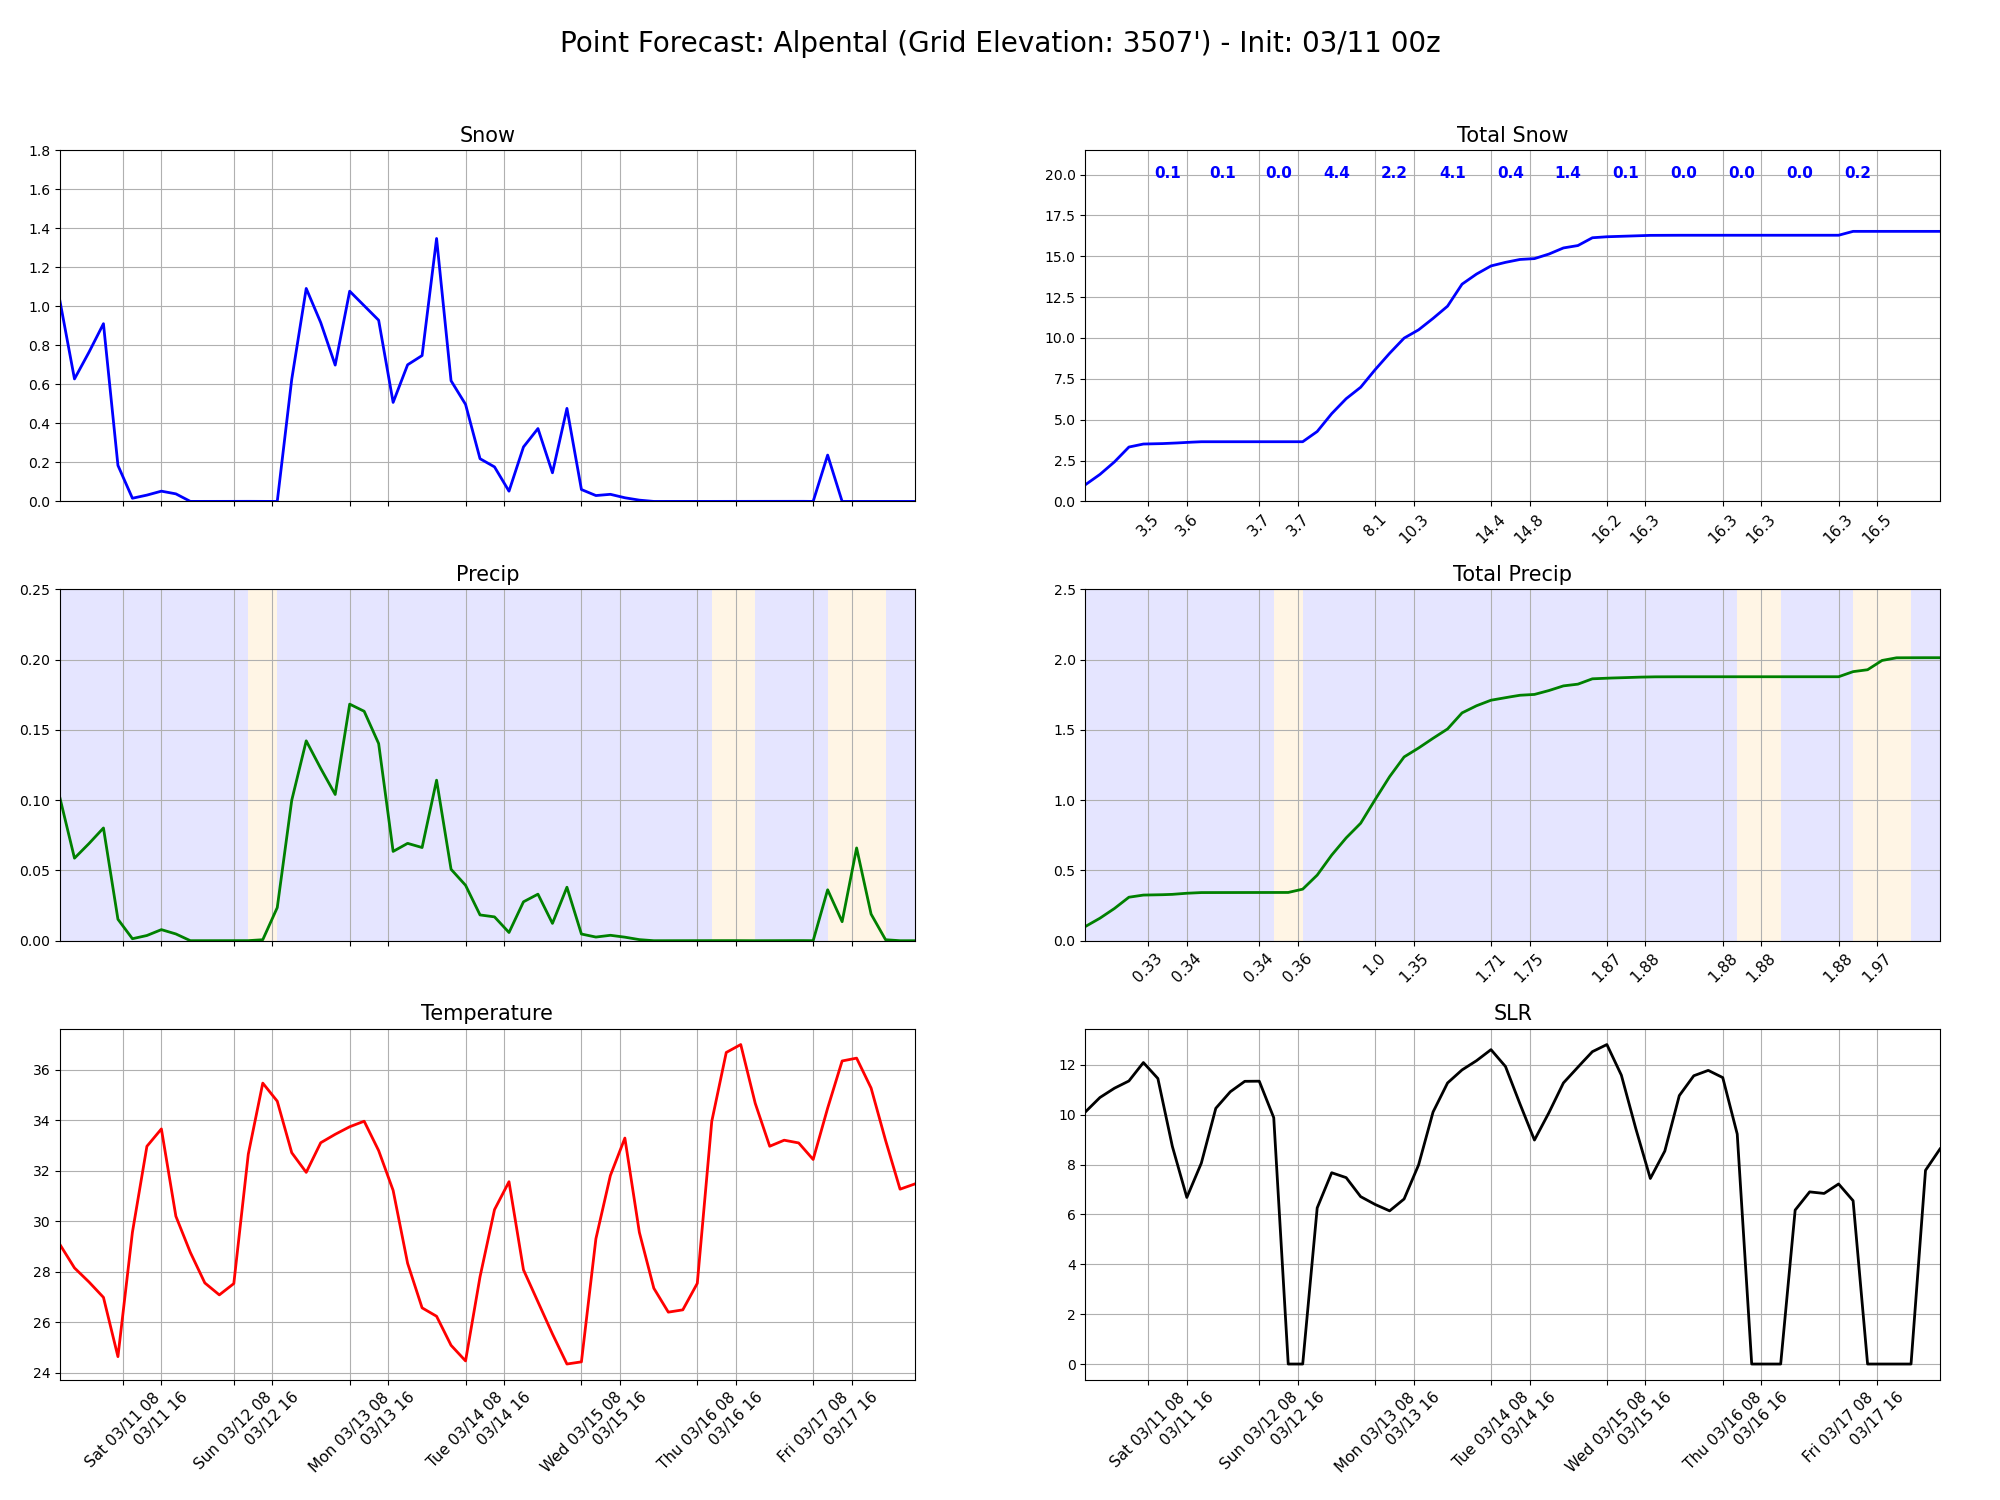 Point Forecast: Alpental (Grid Elevation: 3507') - Init: 03/11 00z
Snow
1.8
1.6
1.4
1.2
1.0
0.8
0.6
0.4
0.2
0.0
Total Snow
0.1 0.1 0.0 4.4 2.2 4.1 0.4 1.4 0.1 0.0 0.0 0.0 0.2
20.0
17.5
15.0
12.5
10.0
7.5
5.0
2.5
0.0
3.5 3.6 3.7 3.7 8.1 10.3 14.4 14.8 16.2 16.3 16.3 16.3 16.3 16.5
Precip
0.25
0.20
0.15
0.10
0.05
0.00
Total Precip
2.5
2.0
1.5
1.0
0.5
0.0
0.33 0.34 0.34 0.36 1.0 1.35 1.71 1.75 1.87 1.88 1.88 1.88 1.88 1.97
Temperature
36
34
32
30
28
26
24
Sat 03/11 08
03/11 16
Sun 03/12 08
03/12 16
Mon 03/13 08
03/13 16
Tue 03/14 08
03/14 16
Wed 03/15 08
03/15 16
Thu 03/16 08
03/16 16
Fri 03/17 08
03/17 16
SLR
12
10
8
6
4
2
0
Sat 03/11 08
03/11 16
Sun 03/12 08
03/12 16
Mon 03/13 08
03/13 16
Tue 03/14 08
03/14 16
Wed 03/15 08
03/15 16
Thu 03/16 08
03/16 16
Fri 03/17 08
03/17 16